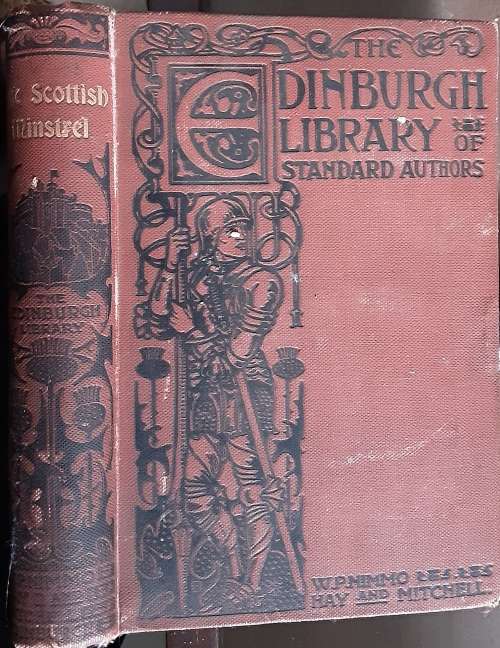 Scottish
Minstrel
THE
EDINBURGH
LIBRARY
THE
EDINBURGH
LIBRARY
OF
STANDARD AUTHORS
W.P. NIMMO
HAY AND MITCHELL.